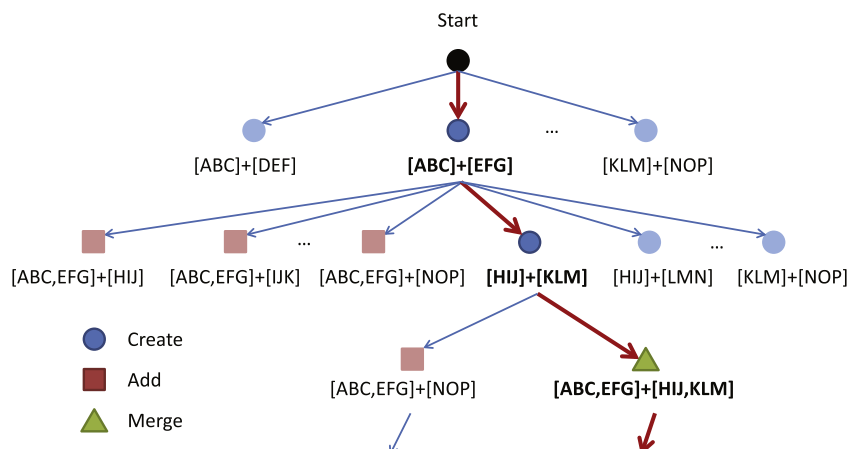 Start
...
[ABC]+[DEF] [ABC]+[EFG] [KLM]+[NOP]
... ...
[ABC,EFG]+[HIJ] [ABC,EFG]+[IJK] [ABC,EFG]+[NOP] [HIJ]+[KLM] [HIJ]+[LMN] [KLM]+[NOP]
Create
Add
[ABC,EFG]+[NOP] [ABC,EFG]+[HIJ,KLM]
Merge